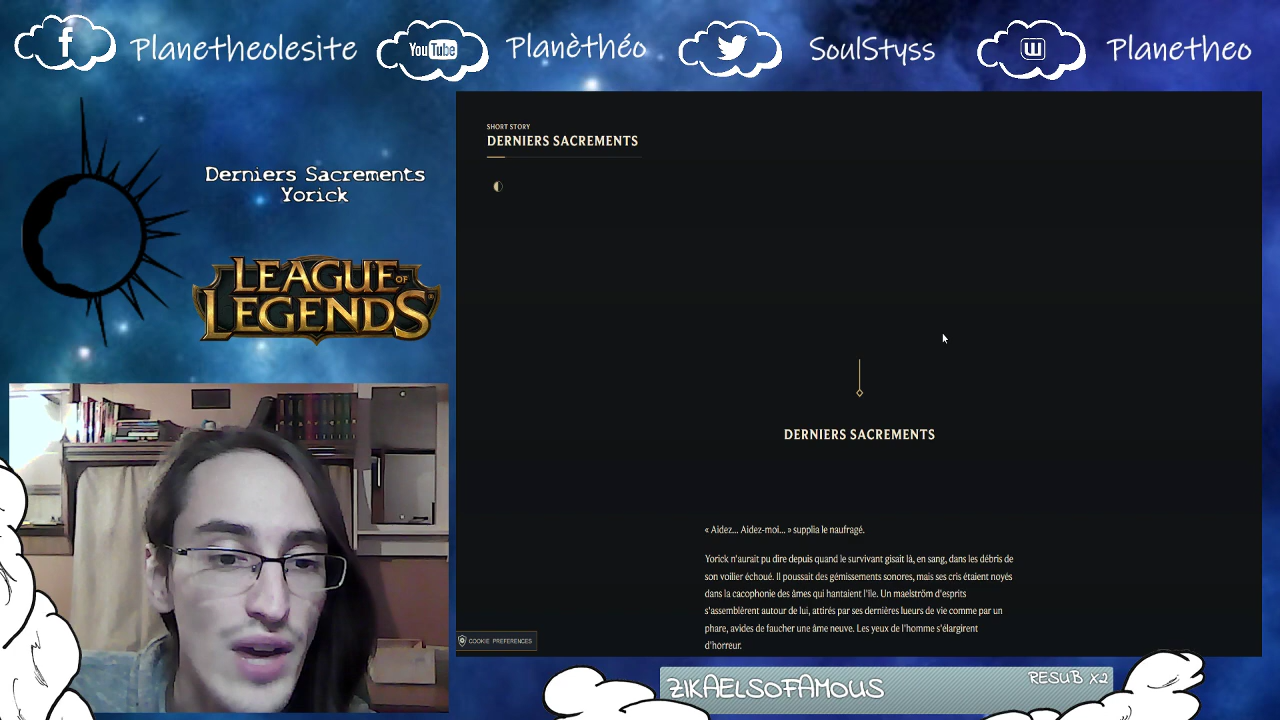 Planetheolesite
You Tube
Planèthéo
SoulStyss
Planetheo
SHORT STORY
DERNIERS SACREMENTS
Derniers Sacrements
Yorick
LEAGUE OF
LEGENDS
DERNIERS SACREMENTS
« Aidez... Aidez-moi... » supplia le naufragé.
Yorick n'aurait pu dire depuis quand le survivant gisait là, en sang, dans les débris de
son voilier échoué. Il poussait des gémissements sonores, mais ses cris étaient noyés
dans la cacophonie des âmes qui hantaient l'île. Un maelström d'esprits
s'assemblèrent autour de lui, attirés par ses dernières lueurs de vie comme par un
phare, avides de faucher une âme neuve. Les yeux de l'homme s'élargirent
d'horreur.
COOKIE PREFERENCES
ZIKAELSOFAMOUS
RESUB X2